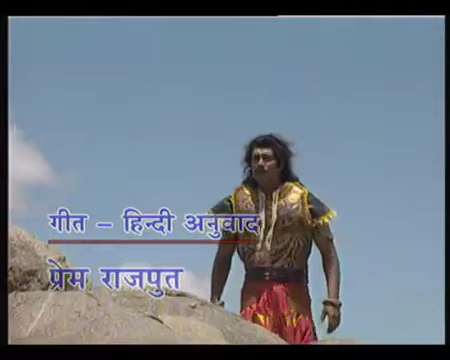 गीत – हिन्दी अनुवाद
प्रेम राजपुत